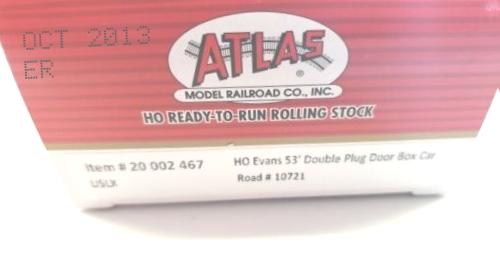 OCT 2013
ER
ATLAS
®
MODEL RAILROAD CO., INC.
HO READY-TO-RUN ROLLING STOCK
Item # 20 002 467
HO Evans 53' Double Plug Door Box Car
USLX
Road # 10721